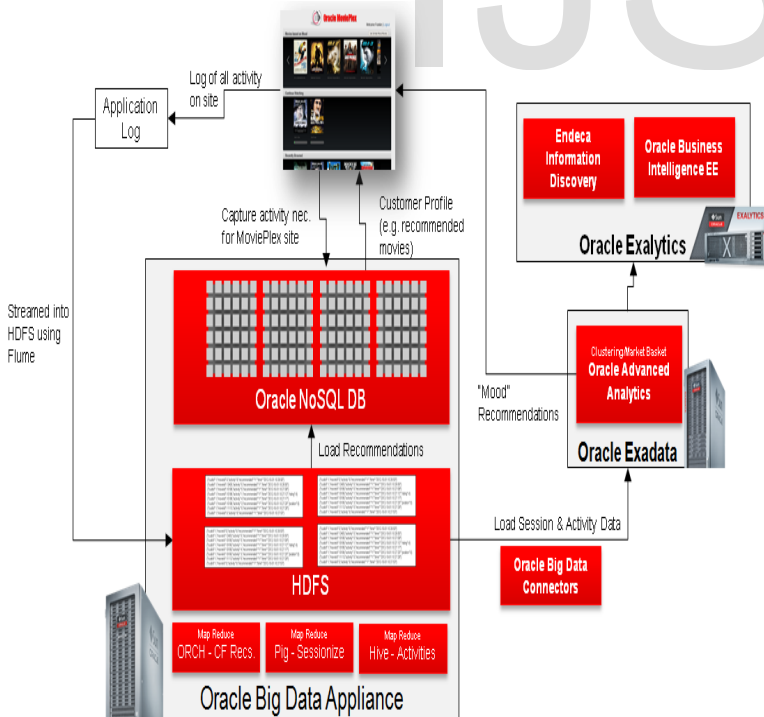 Oracle MoviePlex
Log of all activity
on site
Application
Log
Endeca
Information
Discovery
Oracle Business
Intelligence EE
EXALYTICS
Oracle Exalytics
Capture activity nec.
for MoviePlex site
Customer Profile
(e.g. recommended
movies)
Streamed into
HDFS using
Flume
Oracle NoSQL DB
Clustering/Market Basket
Oracle Advanced
Analytics
"Mood"
Recommendations
Oracle Exadata
Load Recommendations
HDFS
Load Session & Activity Data
Oracle Big Data
Connectors
Map Reduce
ORCH - CF Recs.
Map Reduce
Pig - Sessionize
Map Reduce
Hive - Activities
Oracle Big Data Appliance